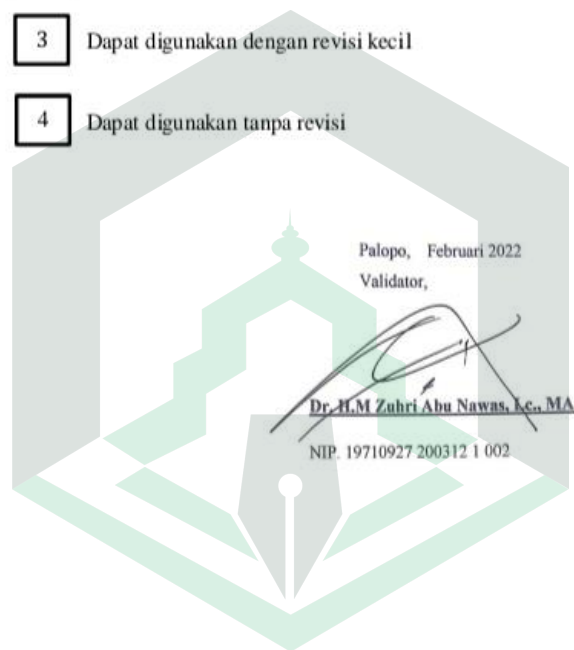 3 Dapat digunakan dengan revisi kecil
4 Dapat digunakan tanpa revisi
Palopo, Februari 2022
Validator,
Dr. H.M Zuhri Abu Nawas, Lc., MA
NIP. 19710927 200312 1 002